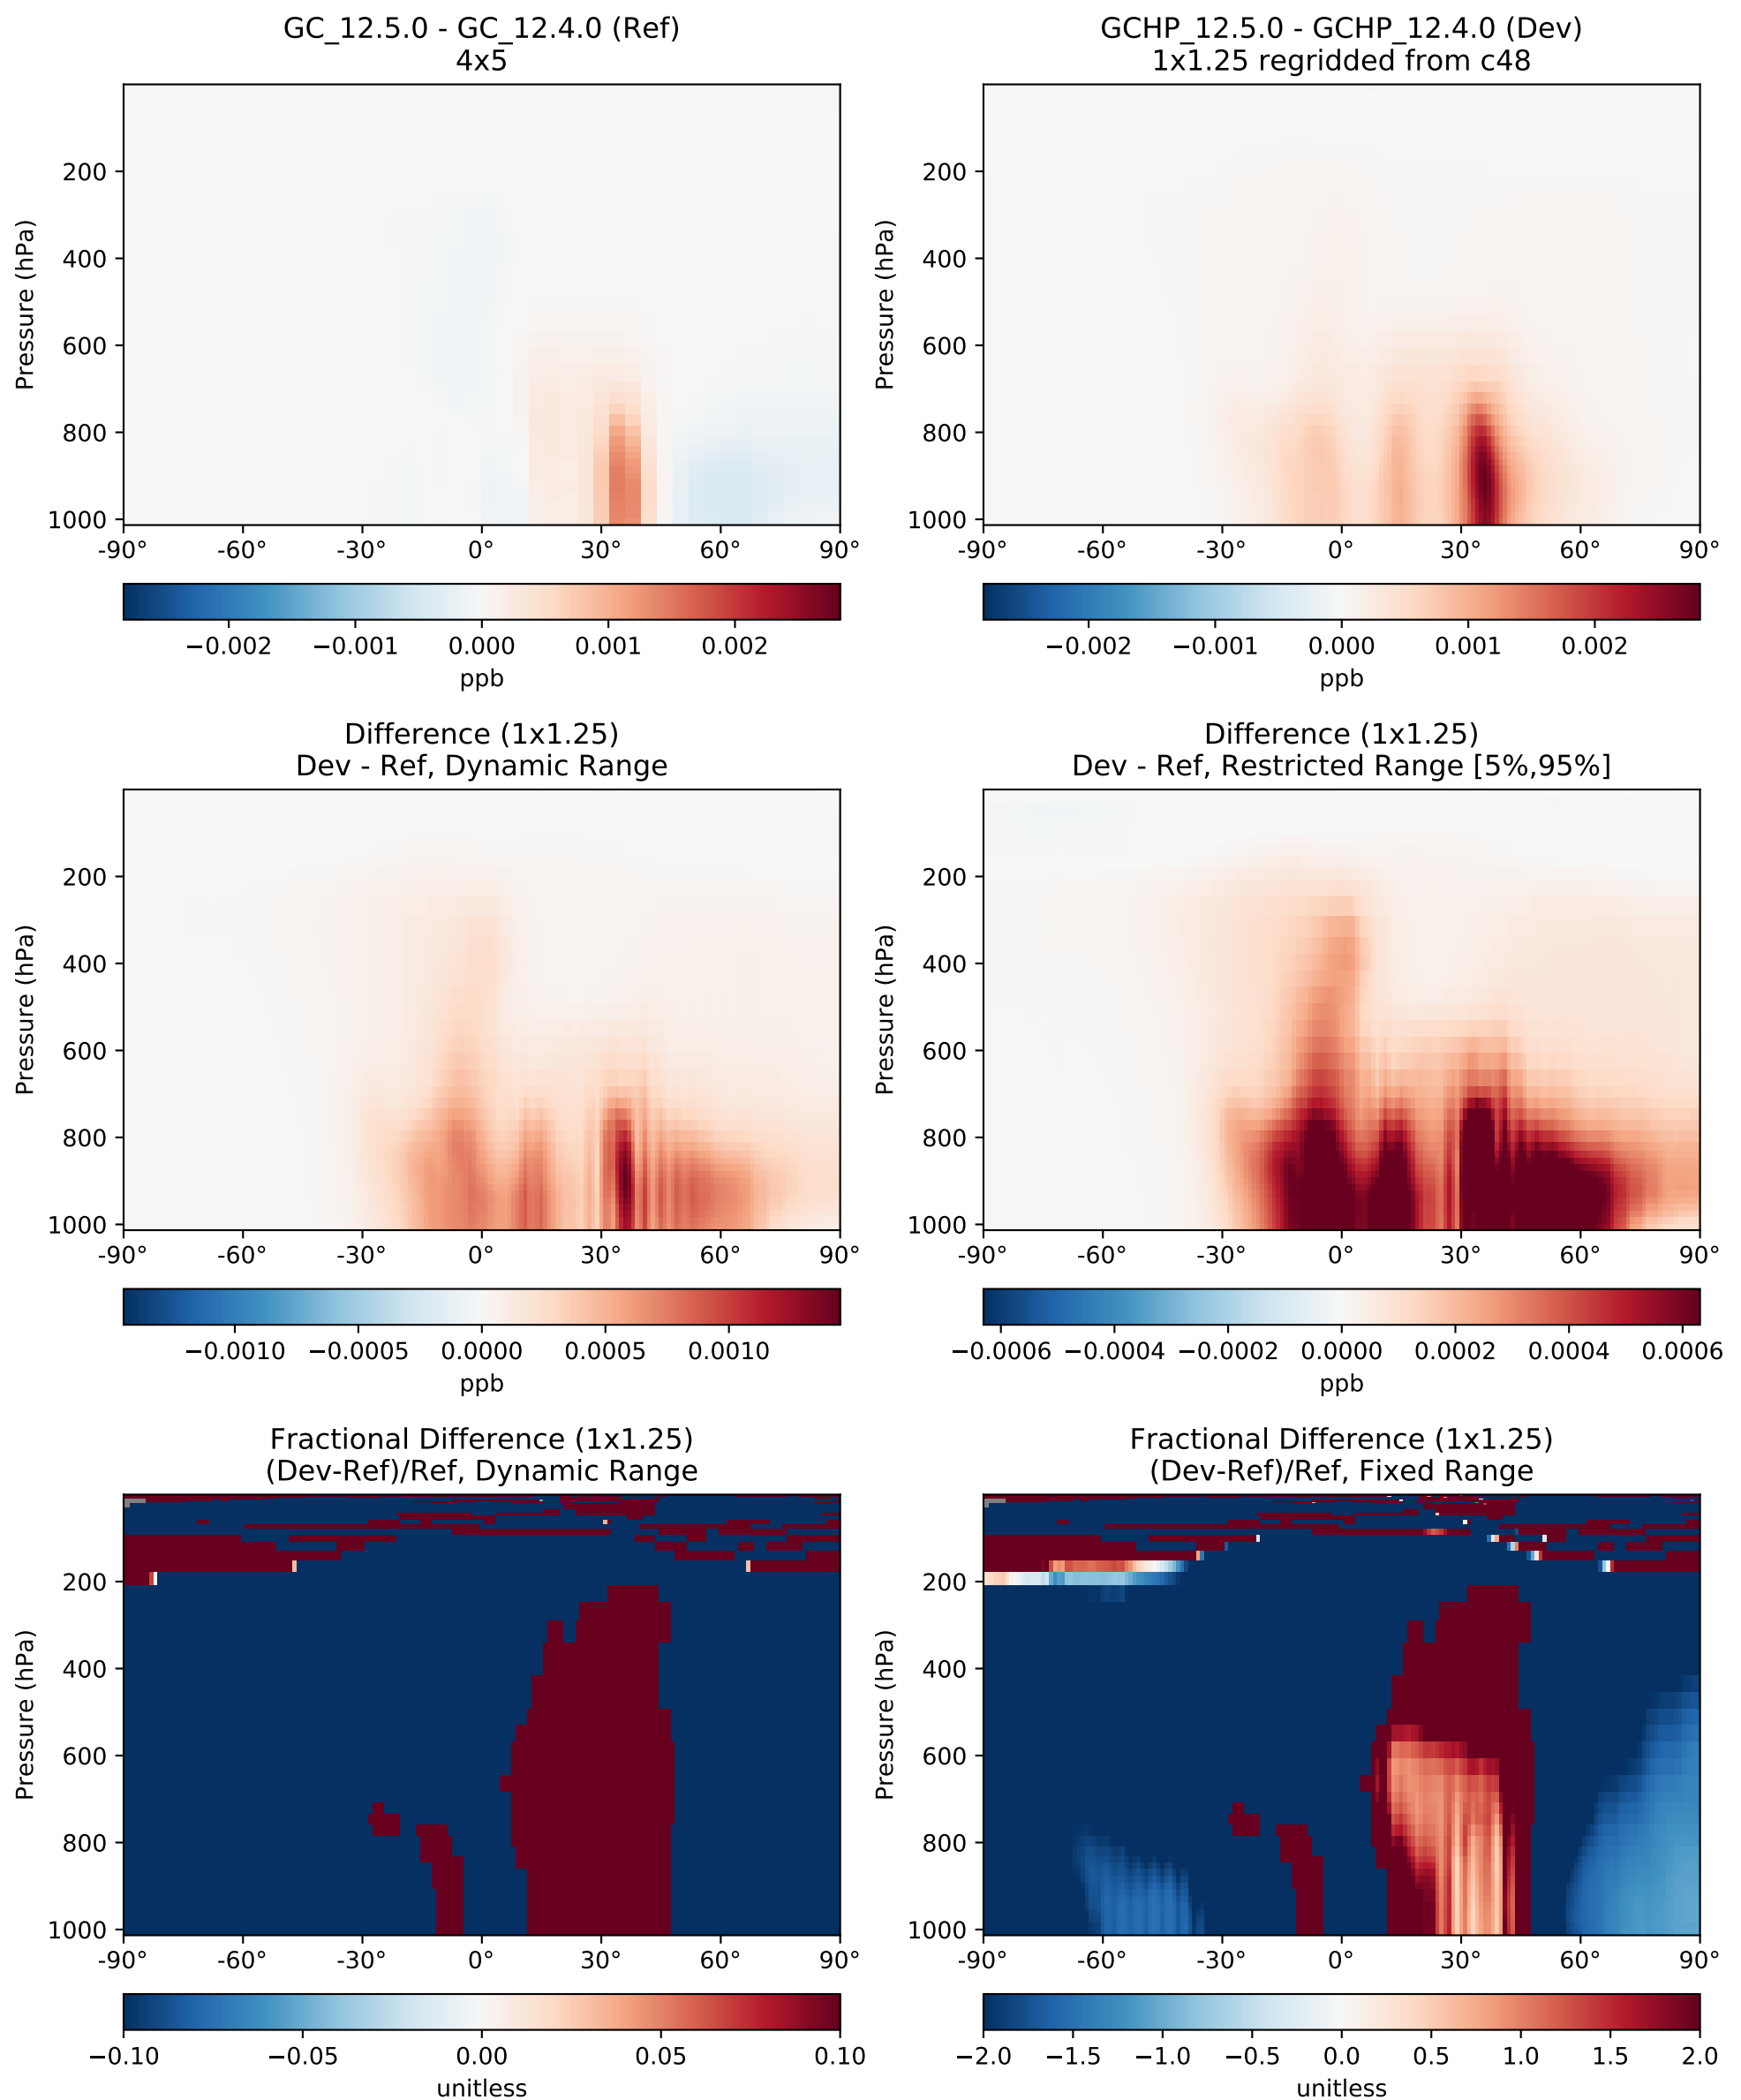 GC_12.5.0 - GC_12.4.0 (Ref)
4x5
GCHP_12.5.0 - GCHP_12.4.0 (Dev)
1x1.25 regridded from c48
Pressure (hPa)
200
400
600
800
1000
-90° -60° -30° 0° 30° 60° 90°
−0.002 −0.001 0.000 0.001 0.002
ppb
Pressure (hPa)
200
400
600
800
1000
-90° -60° -30° 0° 30° 60° 90°
−0.002 −0.001 0.000 0.001 0.002
ppb
Difference (1x1.25)
Dev - Ref, Dynamic Range
Difference (1x1.25)
Dev - Ref, Restricted Range [5%,95%]
Pressure (hPa)
200
400
600
800
1000
-90° -60° -30° 0° 30° 60° 90°
−0.0010 −0.0005 0.0000 0.0005 0.0010
ppb
Pressure (hPa)
200
400
600
800
1000
-90° -60° -30° 0° 30° 60° 90°
−0.0006 −0.0004 −0.0002 0.0000 0.0002 0.0004 0.0006
ppb
Fractional Difference (1x1.25)
(Dev-Ref)/Ref, Dynamic Range
Fractional Difference (1x1.25)
(Dev-Ref)/Ref, Fixed Range
Pressure (hPa)
200
400
600
800
1000
-90° -60° -30° 0° 30° 60° 90°
−0.10 −0.05 0.00 0.05 0.10
unitless
Pressure (hPa)
200
400
600
800
1000
-90° -60° -30° 0° 30° 60° 90°
−2.0 −1.5 −1.0 −0.5 0.0 0.5 1.0 1.5 2.0
unitless